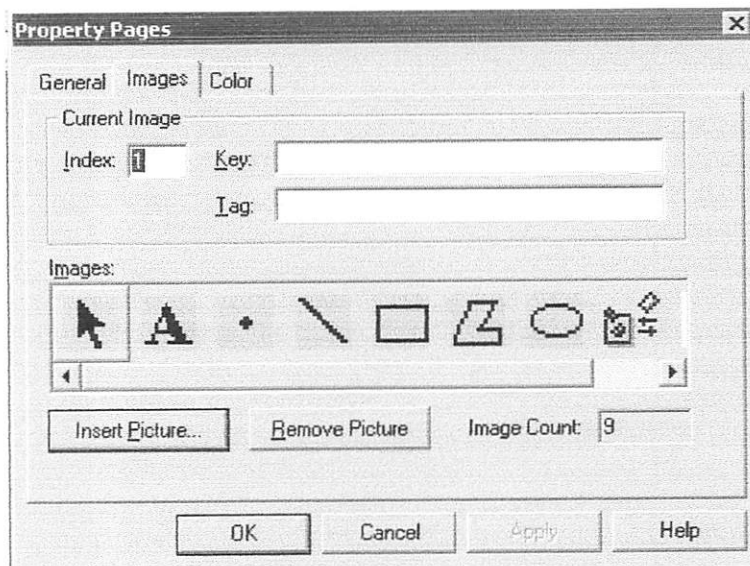 Property Pages
General Images Color
Current Image
Index: 1 Key:
Tag:
Images:
Insert Picture... Remove Picture Image Count: 9
OK Cancel Apply Help